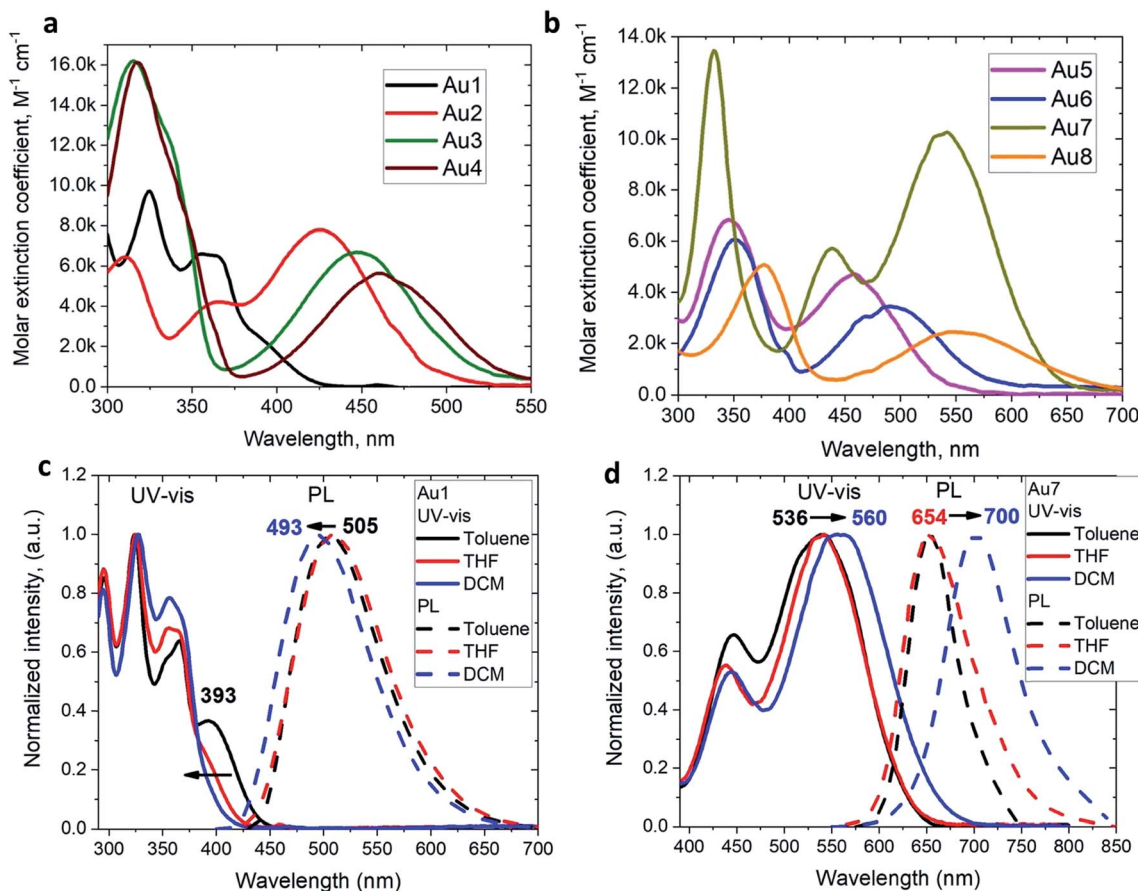 a
Molar extinction coefficient, M⁻¹ cm⁻¹
16.0k
14.0k
12.0k
10.0k
8.0k
6.0k
4.0k
2.0k
0.0
300 350 400 450 500 550
Wavelength, nm
Au1
Au2
Au3
Au4
b
Molar extinction coefficient, M⁻¹ cm⁻¹
14.0k
12.0k
10.0k
8.0k
6.0k
4.0k
2.0k
0.0
300 350 400 450 500 550 600 650 700
Wavelength, nm
Au5
Au6
Au7
Au8
c
Normalized intensity, (a.u.)
1.2
1.0
0.8
0.6
0.4
0.2
0.0
300 350 400 450 500 550 600 650 700
Wavelength (nm)
UV-vis
PL
493 505
393
Au1
UV-vis
Toluene
THF
DCM
PL
Toluene
THF
DCM
d
Normalized intensity, (a.u.)
1.2
1.0
0.8
0.6
0.4
0.2
0.0
400 450 500 550 600 650 700 750 800 850
Wavelength (nm)
UV-vis
PL
536 560
654 700
Au7
UV-vis
Toluene
THF
DCM
PL
Toluene
THF
DCM